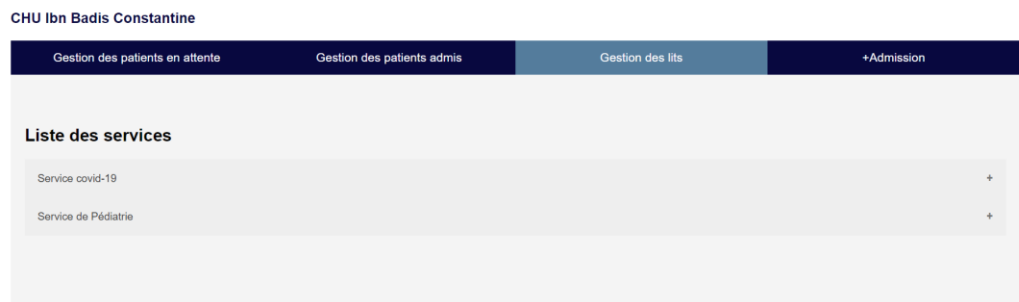 CHU Ibn Badis Constantine
Gestion des patients en attente Gestion des patients admis Gestion des lits +Admission
Liste des services
Service covid-19 +
Service de Pédiatrie +